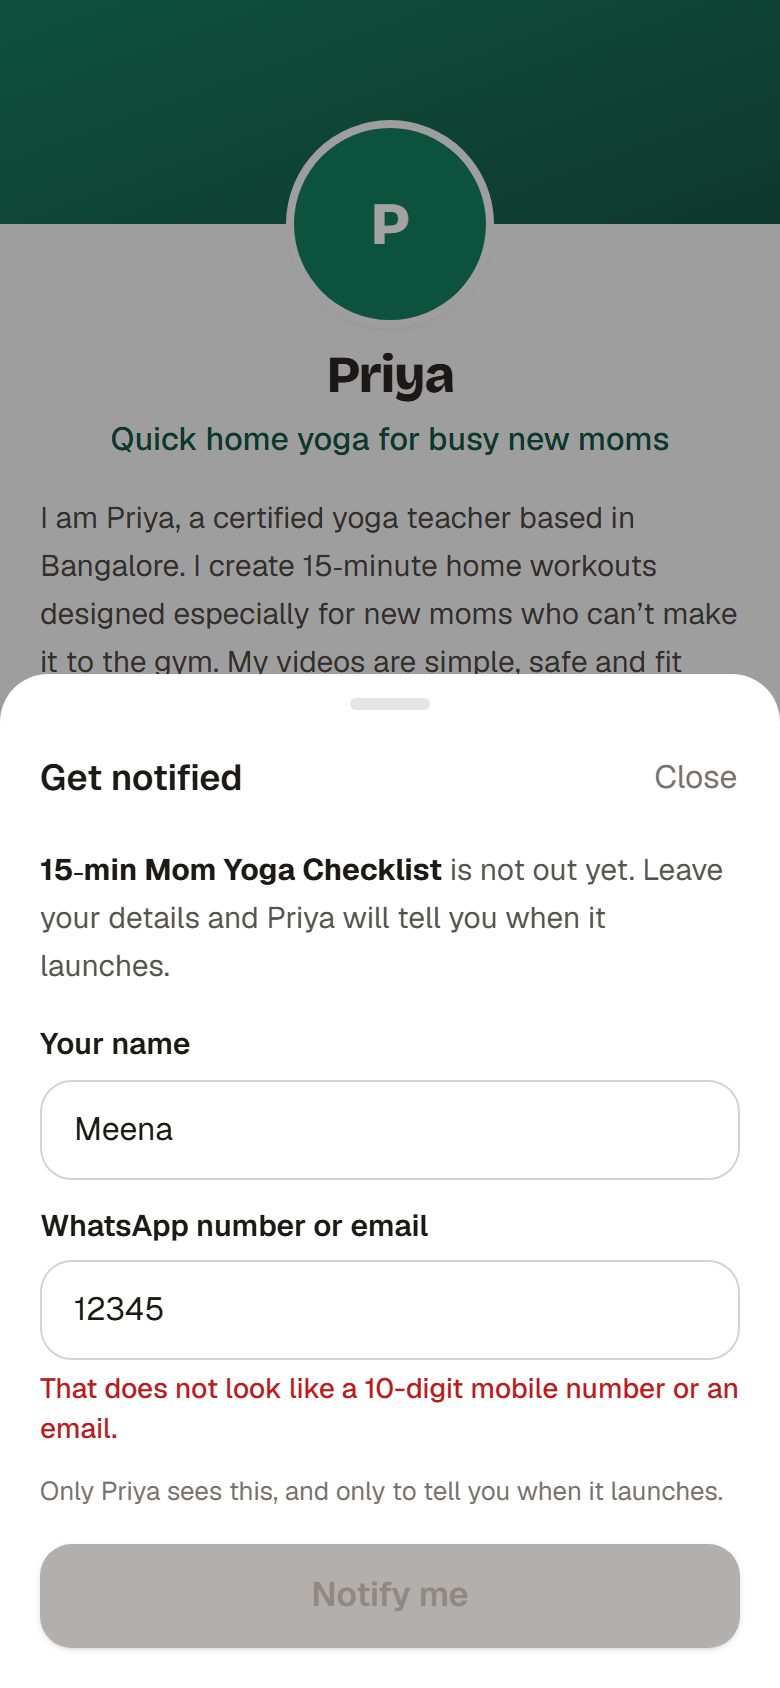 P
Priya
Quick home yoga for busy new moms
I am Priya, a certified yoga teacher based in
Bangalore. I create 15-minute home workouts
designed especially for new moms who can’t make
it to the gym. My videos are simple, safe and fit
Get notified
Close
15-min Mom Yoga Checklist is not out yet. Leave
your details and Priya will tell you when it
launches.
Your name
Meena
WhatsApp number or email
12345
That does not look like a 10-digit mobile number or an
email.
Only Priya sees this, and only to tell you when it launches.
Notify me